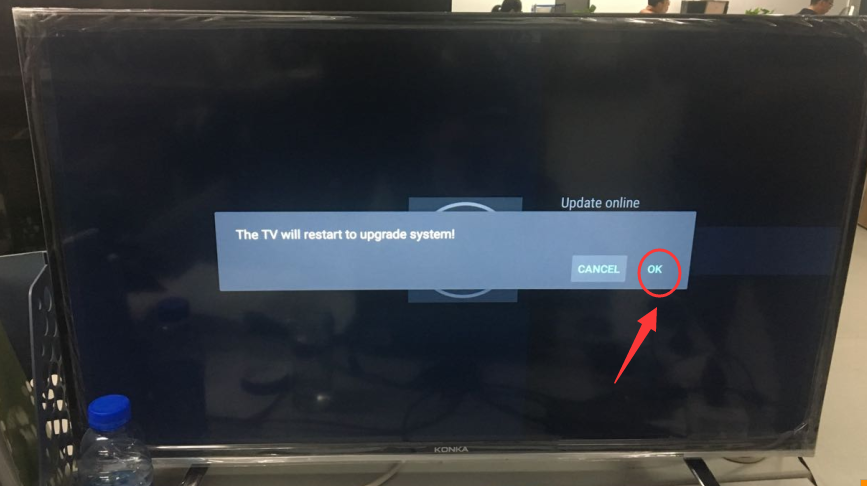 Update online
The TV will restart to upgrade system!
CANCEL OK
KONKA